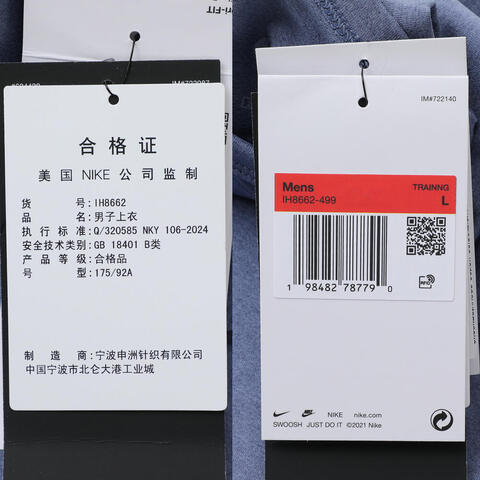 ri-FIT
合格证
美国 NIKE 公司监制
货号: IH8662
品名: 男子上衣
执行标准: Q/320585 NKY 106-2024
安全技术类别: GB 18401 B类
产品等级: 合格品
号型: 175/92A
制造商: 宁波申洲针织有限公司
中国宁波市北仑大港工业城
IM#722140
Mens TRAINNG
IH8662-499 L
1 98482 78779 0
RFID
NIKE nike.com
SWOOSH JUST DO IT ©2021 Nike